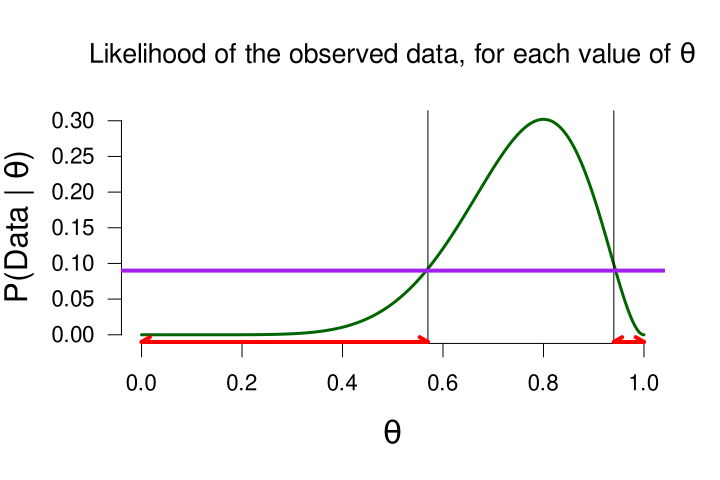 Likelihood of the observed data, for each value of θ
P(Data | θ)
0.30
0.25
0.20
0.15
0.10
0.05
0.00
0.0 0.2 0.4 0.6 0.8 1.0
θ